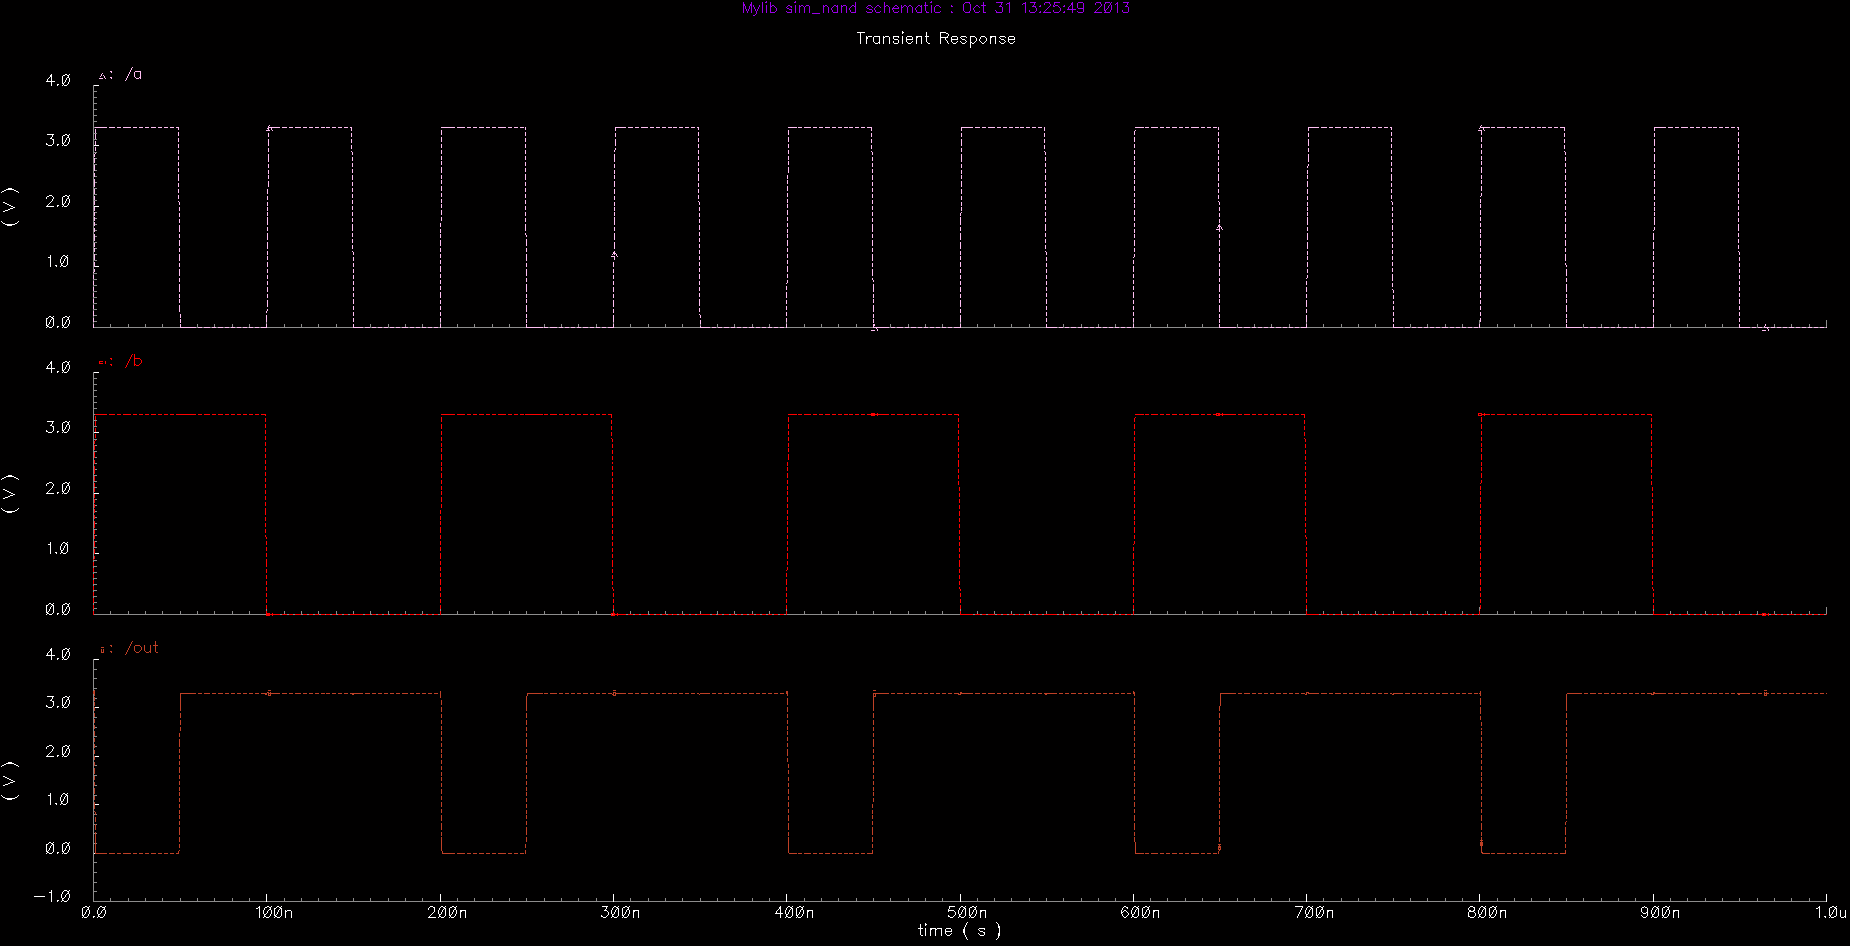 Mylib sim_nand schematic : Oct 31 13:25:49 2013
Transient Response
: /a
4.0
3.0
2.0
1.0
0.0
( V )
: /b
4.0
3.0
2.0
1.0
0.0
( V )
: /out
4.0
3.0
2.0
1.0
0.0
-1.0
( V )
0.0 100n 200n 300n 400n 500n 600n 700n 800n 900n 1.0u
time ( s )